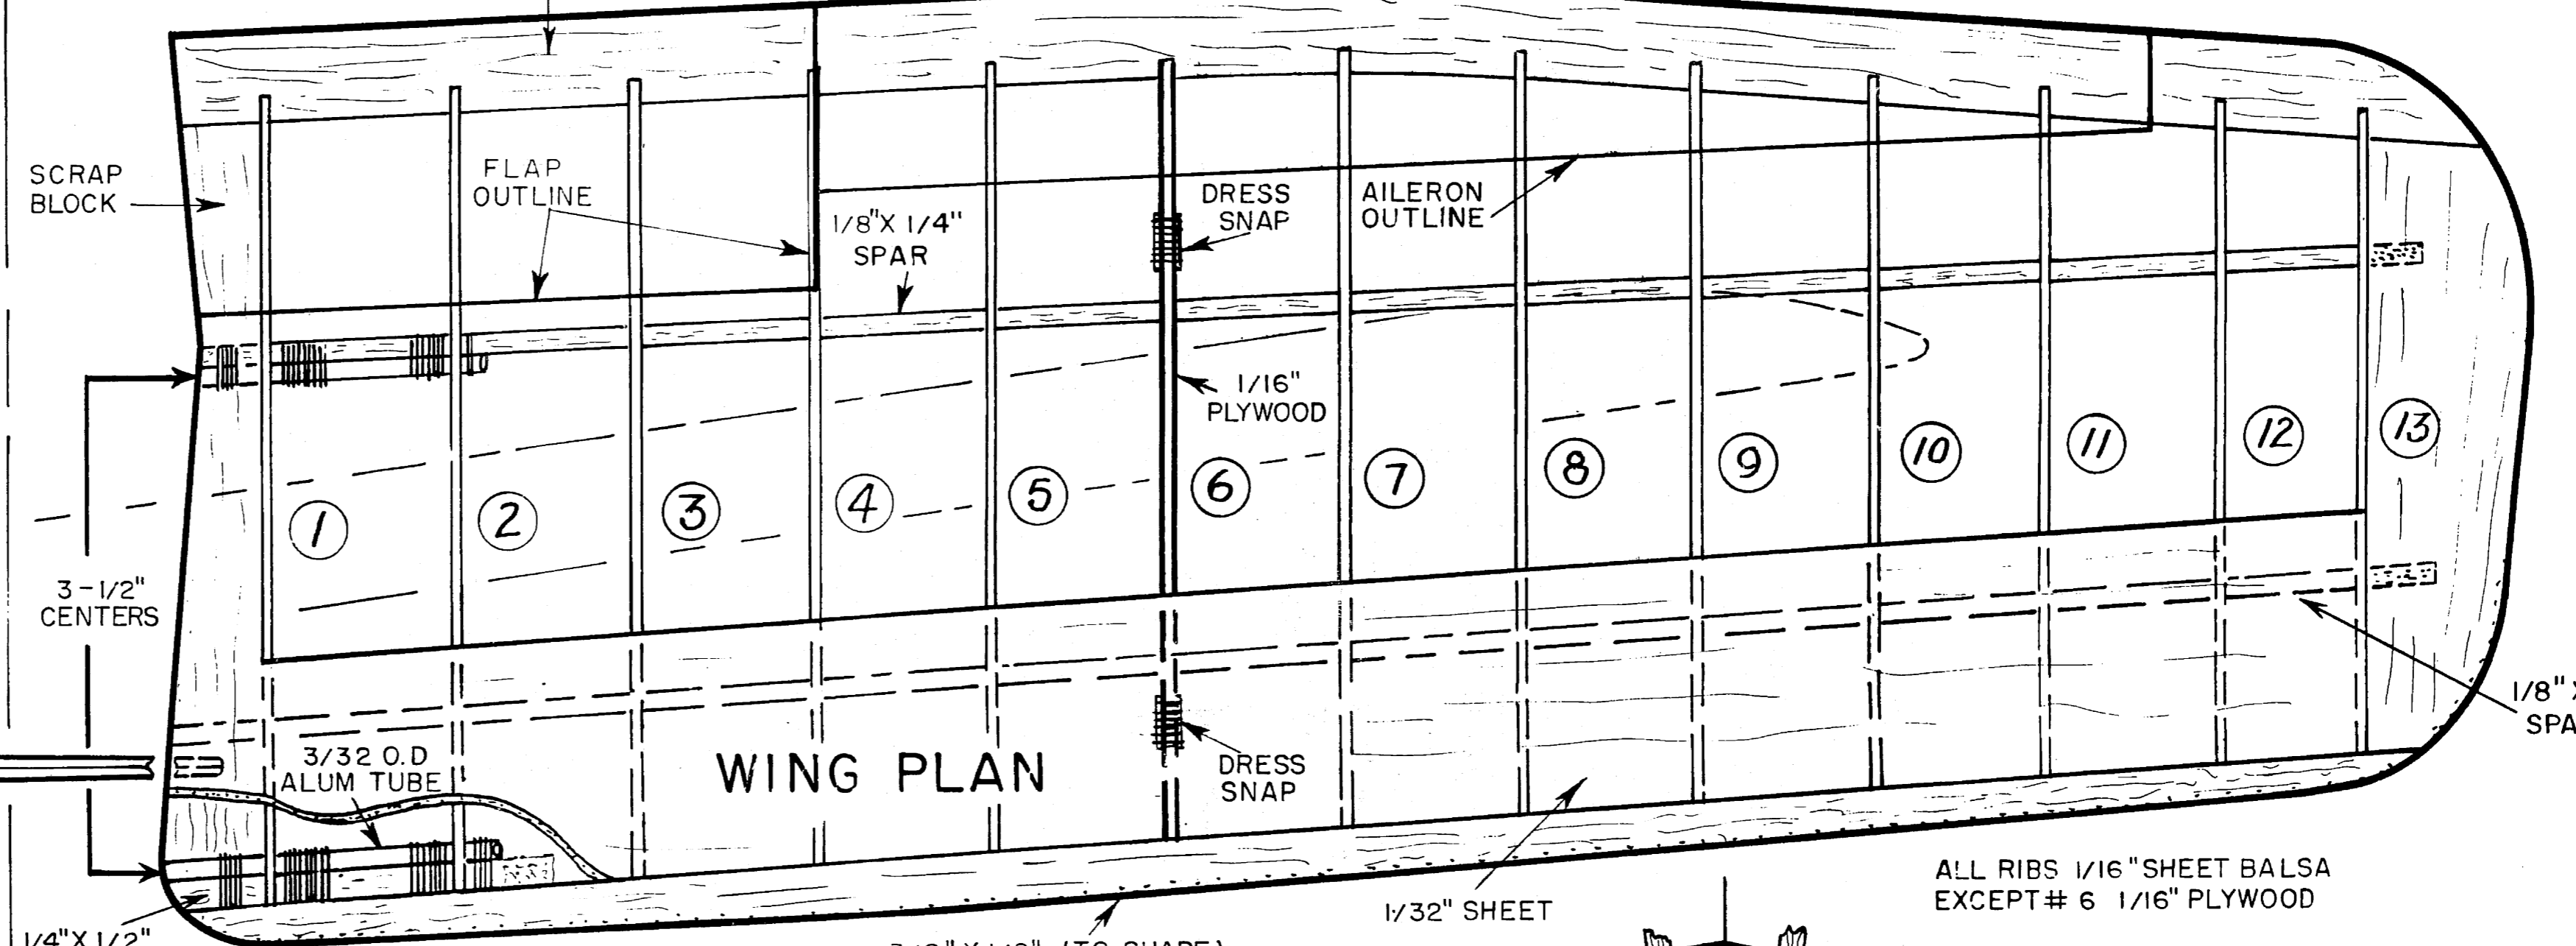 SCRAP
BLOCK
FLAP
OUTLINE
1/8"X 1/4"
SPAR
DRESS
SNAP
AILERON
OUTLINE
1/16"
PLYWOOD
1
2
3
4
5
6
7
8
9
10
11
12
13
3-1/2"
CENTERS
3/32 O.D
ALUM TUBE
WING PLAN
DRESS
SNAP
1/8"
SPA
1/32" SHEET
ALL RIBS 1/16" SHEET BALSA
EXCEPT # 6 1/16" PLYWOOD
1/4"X 1/2"
(TO SHAPE)